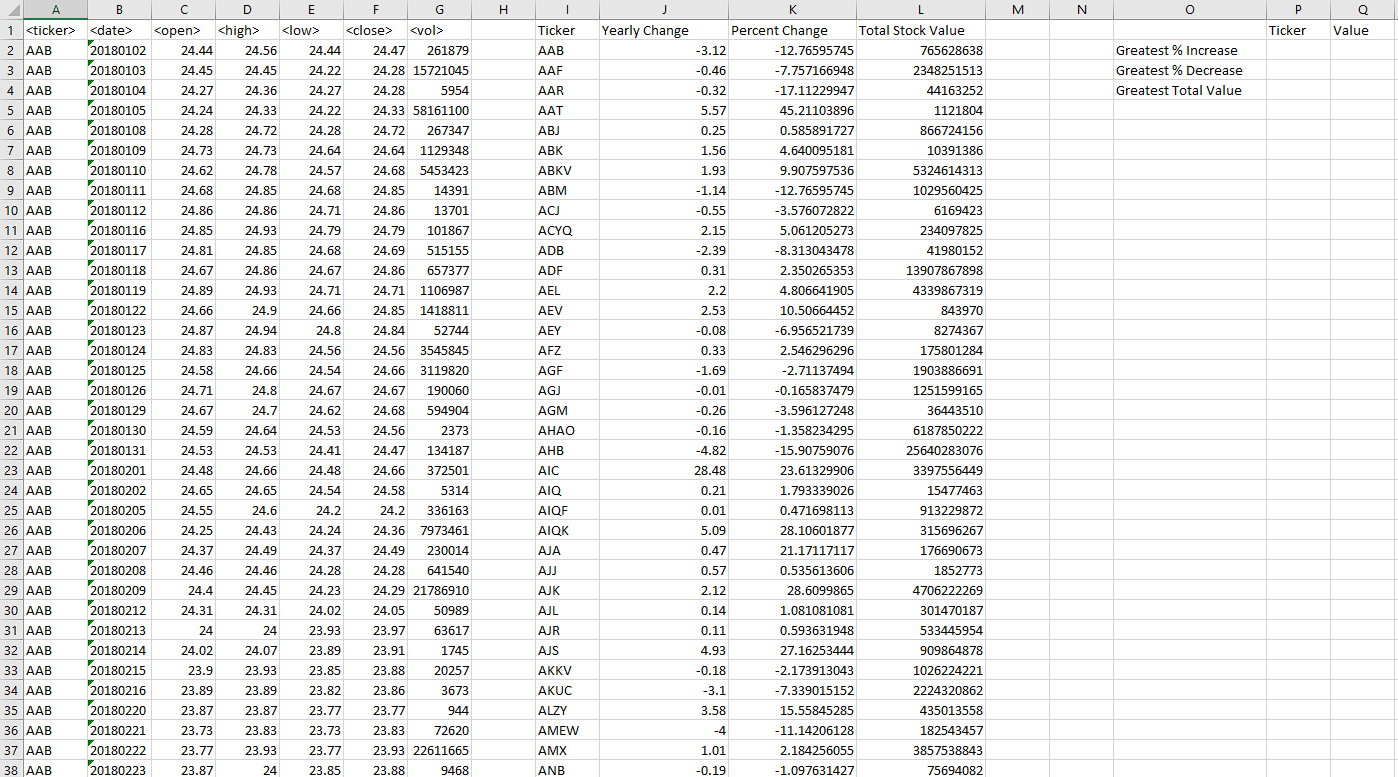 A B C D E F G H I J K L M N O P Q
1 <ticker> <date> <open> <high> <low> <close> <vol> Ticker Yearly Change Percent Change Total Stock Value Ticker Value
2 AAB 20180102 24.44 24.56 24.44 24.47 261879 AAB -3.12 -12.76595745 765628638 Greatest % Increase
3 AAB 20180103 24.45 24.45 24.22 24.28 15721045 AAF -0.46 -7.757166948 2348251513 Greatest % Decrease
4 AAB 20180104 24.27 24.36 24.27 24.28 5954 AAR -0.32 -17.11229947 44163252 Greatest Total Value
5 AAB 20180105 24.24 24.33 24.22 24.33 58161100 AAT 5.57 45.21103896 1121804
6 AAB 20180108 24.28 24.72 24.28 24.72 267347 ABJ 0.25 0.585891727 866724156
7 AAB 20180109 24.73 24.73 24.64 24.64 1129348 ABK 1.56 4.640095181 10391386
8 AAB 20180110 24.62 24.78 24.57 24.68 5453423 ABKV 1.93 9.907597536 5324614313
9 AAB 20180111 24.68 24.85 24.68 24.85 14391 ABM -1.14 -12.76595745 1029560425
10 AAB 20180112 24.86 24.86 24.71 24.86 13701 ACJ -0.55 -3.576072822 6169423
11 AAB 20180116 24.85 24.93 24.79 24.79 101867 ACYQ 2.15 5.061205273 234097825
12 AAB 20180117 24.81 24.85 24.68 24.69 515155 ADB -2.39 -8.313043478 41980152
13 AAB 20180118 24.67 24.86 24.67 24.86 657377 ADF 0.31 2.350265353 13907867898
14 AAB 20180119 24.89 24.93 24.71 24.71 1106987 AEL 2.2 4.806641905 4339867319
15 AAB 20180122 24.66 24.9 24.66 24.85 1418811 AEV 2.53 10.50664452 843970
16 AAB 20180123 24.87 24.94 24.8 24.84 52744 AEY -0.08 -6.956521739 8274367
17 AAB 20180124 24.83 24.83 24.56 24.56 3545845 AFZ 0.33 2.546296296 175801284
18 AAB 20180125 24.58 24.66 24.54 24.66 3119820 AGF -1.69 -2.71137494 1903886691
19 AAB 20180126 24.71 24.8 24.67 24.67 190060 AGJ -0.01 -0.165837479 1251599165
20 AAB 20180129 24.67 24.7 24.62 24.68 594904 AGM -0.26 -3.596127248 36443510
21 AAB 20180130 24.59 24.64 24.53 24.56 2373 AHAO -0.16 -1.358234295 6187850222
22 AAB 20180131 24.53 24.53 24.41 24.47 134187 AHB -4.82 -15.90759076 25640283076
23 AAB 20180201 24.48 24.66 24.48 24.66 372501 AIC 28.48 23.61329906 3397556449
24 AAB 20180202 24.65 24.65 24.54 24.58 5314 AIQ 0.21 1.793339026 15477463
25 AAB 20180205 24.55 24.6 24.2 24.2 336163 AIQF 0.01 0.471698113 913229872
26 AAB 20180206 24.25 24.43 24.24 24.36 7973461 AIQK 5.09 28.10601877 315696267
27 AAB 20180207 24.37 24.49 24.37 24.49 230014 AJA 0.47 21.17117117 176690673
28 AAB 20180208 24.46 24.46 24.28 24.28 641540 AJJ 0.57 0.535613606 1852773
29 AAB 20180209 24.4 24.45 24.23 24.29 21786910 AJK 2.12 28.6099865 4706222269
30 AAB 20180212 24.31 24.31 24.02 24.05 50989 AJL 0.14 1.081081081 301470187
31 AAB 20180213 24 24 23.93 23.97 63617 AJR 0.11 0.593631948 533445954
32 AAB 20180214 24.02 24.07 23.89 23.91 1745 AJS 4.93 27.16253444 909864878
33 AAB 20180215 23.9 23.93 23.85 23.88 20257 AKKV -0.18 -2.173913043 1026224221
34 AAB 20180216 23.89 23.89 23.82 23.86 3673 AKUC -3.1 -7.339015152 2224320862
35 AAB 20180220 23.87 23.87 23.77 23.77 944 ALZY 3.58 15.55845285 435013558
36 AAB 20180221 23.73 23.83 23.73 23.83 72620 AMEW -4 -11.14206128 182543457
37 AAB 20180222 23.77 23.93 23.77 23.93 22611665 AMX 1.01 2.184256055 3857538843
38 AAB 20180223 23.87 24 23.85 23.88 9468 ANB -0.19 -1.097631427 75694082